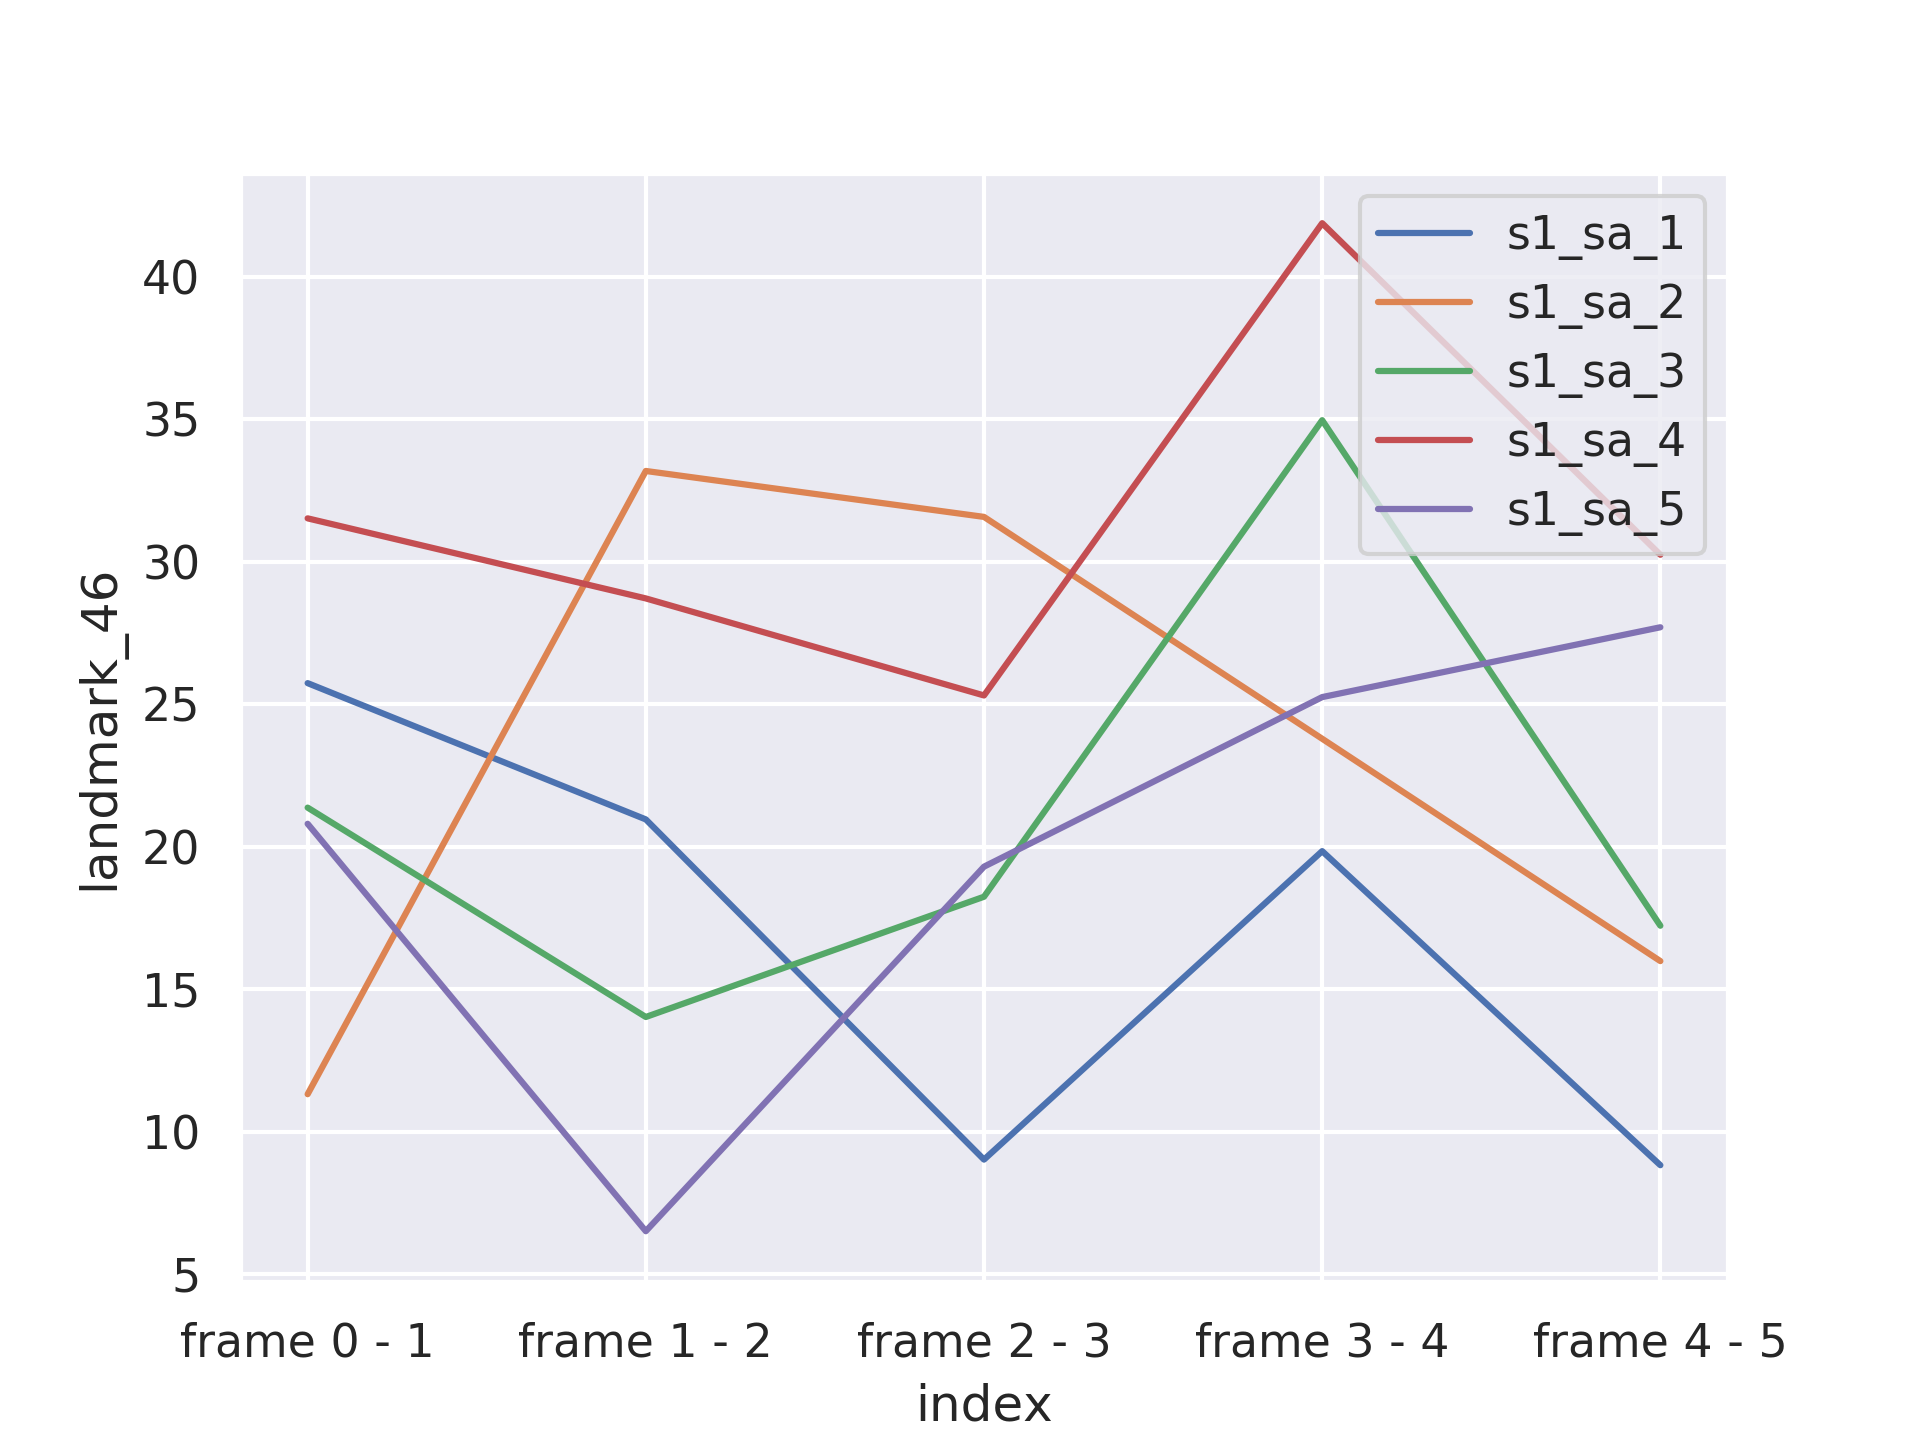 s1_sa_1
s1_sa_2
s1_sa_3
s1_sa_4
s1_sa_5
40
35
30
25
20
15
10
5
landmark_46
frame 0 - 1
frame 1 - 2
frame 2 - 3
frame 3 - 4
frame 4 - 5
index